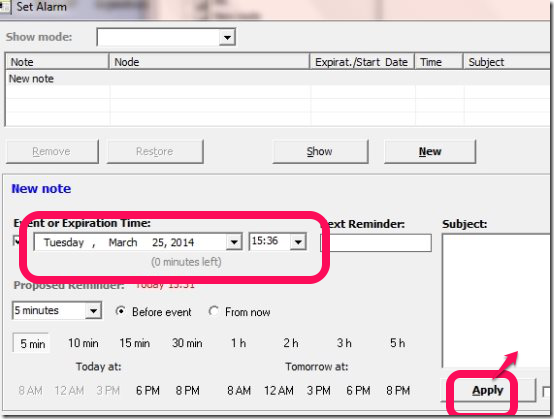 Set Alarm
Show mode:
Note Node Expirat./Start Date Time Subject
New note
Remove Restore Show New
New note
Event or Expiration Time: Next Reminder: Subject:
Tuesday , March 25, 2014 15:36
(0 minutes left)
Proposed Reminder: Today 15:31
5 minutes Before event From now
5 min 10 min 15 min 30 min 1 h 2 h 3 h 5 h
Today at: Tomorrow at:
8 AM 12 AM 3 PM 6 PM 8 PM 8 AM 12 AM 3 PM 6 PM 8 PM
Apply